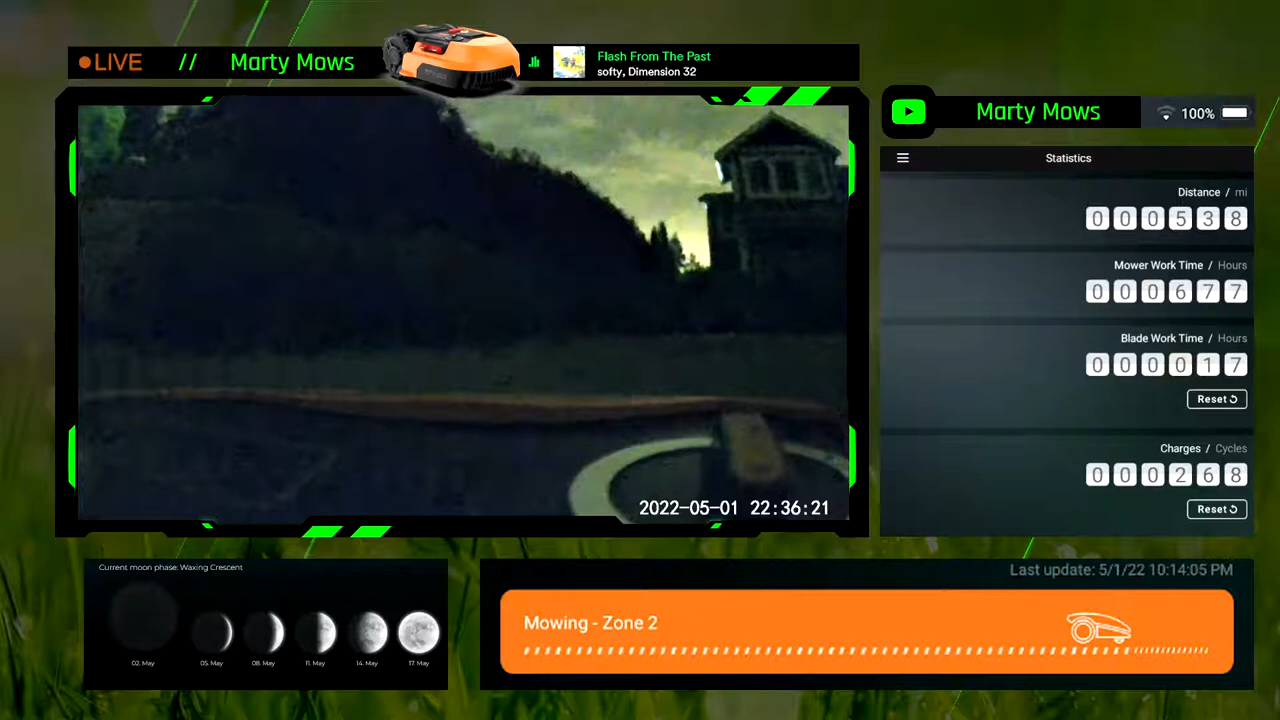 LIVE // Marty Mows
Flash From The Past
softy, Dimension 32
Marty Mows
100%
Statistics
Distance / mi
000538
Mower Work Time / Hours
000677
Blade Work Time / Hours
000017
Reset
Charges / Cycles
000268
Reset
2022-05-01 22:36:21
Current moon phase: Waxing Crescent
02. May 05. May 08. May 11. May 14. May 17. May
Last update: 5/1/22 10:14:05 PM
Mowing - Zone 2